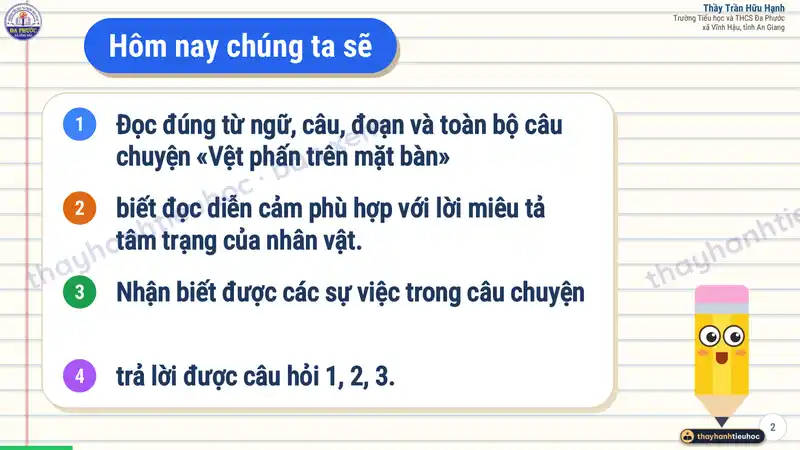 Thầy Trần Hữu Hạnh
Trường Tiểu học và THCS Đa Phước
xã Vĩnh Hậu, tỉnh An Giang
ĐA PHƯỚC
Hôm nay chúng ta sẽ
1 Đọc đúng từ ngữ, câu, đoạn và toàn bộ câu
chuyện «Vệt phấn trên mặt bàn»
2 biết đọc diễn cảm phù hợp với lời miêu tả
tâm trạng của nhân vật.
3 Nhận biết được các sự việc trong câu chuyện
4 trả lời được câu hỏi 1, 2, 3.
thayhanhtieuhoc
2